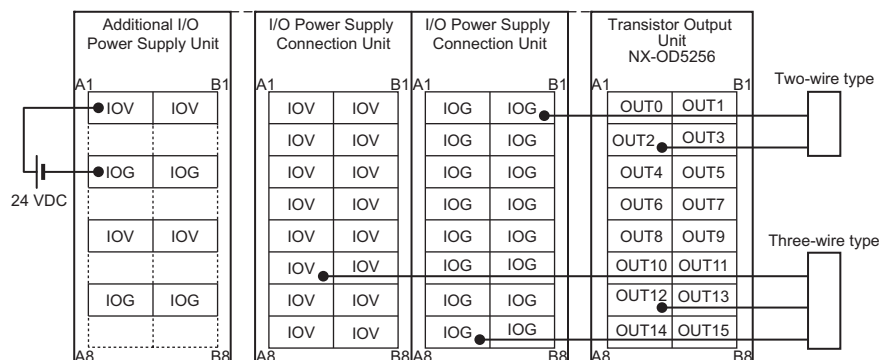 Additional I/O
Power Supply Unit
I/O Power Supply
Connection Unit
I/O Power Supply
Connection Unit
Transistor Output
Unit
NX-OD5256
A1 B1 A1 B1 A1 B1 A1 B1
Two-wire type
IOV IOV IOV IOV IOG IOG OUT0 OUT1
IOV IOV IOG IOG OUT2 OUT3
IOG IOG IOV IOV IOG IOG OUT4 OUT5
24 VDC
IOV IOV IOG IOG OUT6 OUT7
IOV IOV IOV IOV IOG IOG OUT8 OUT9
Three-wire type
IOV IOV IOG IOG OUT10 OUT11
IOG IOG IOV IOV IOG IOG OUT12 OUT13
IOV IOV IOG IOG OUT14 OUT15
A8 B8 A8 B8 A8 B8 A8 B8